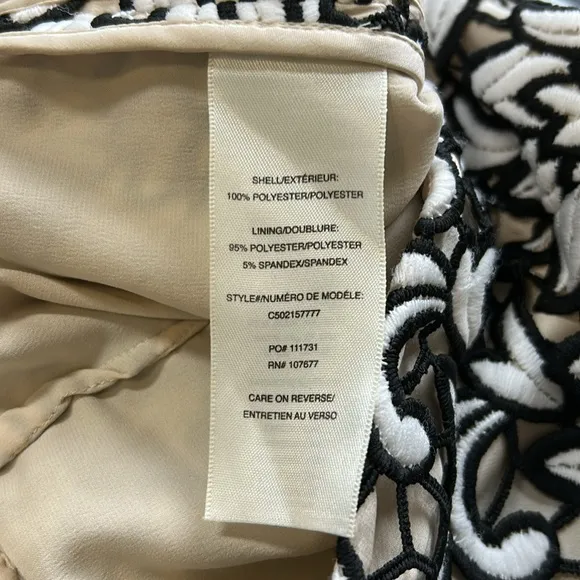 SHELL/EXTÉRIEUR:
100% POLYESTER/POLYESTER
LINING/DOUBLURE:
95% POLYESTER/POLYESTER
5% SPANDEX/SPANDEX
STYLE#/NUMÉRO DE MODÈLE:
C502157777
PO# 111731
RN# 107677
CARE ON REVERSE/
ENTRETIEN AU VERSO